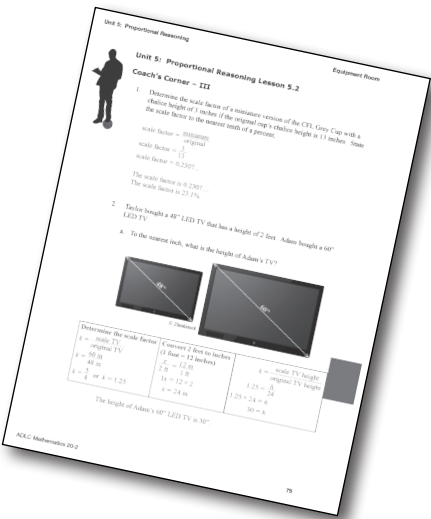 Unit 5: Proportional Reasoning
Equipment Room
Unit 5: Proportional Reasoning Lesson 5.2
Coach's Corner – III
1. Determine the scale factor of a miniature version of the CFL Grey Cup with a
chalice height of 3 inches if the original cup's chalice height is 13 inches. State
the scale factor to the nearest tenth of a percent.
scale factor = miniature
original
scale factor = 3
13
scale factor = 0.2307...
The scale factor is 0.2307...
The scale factor is 23.1%.
2. Taylor bought a 48" LED TV that has a height of 2 feet. Adam bought a 60"
LED TV.
a. To the nearest inch, what is the height of Adam's TV?
48"
60"
© Thinkstock
Determine the scale factor
k = scale TV
original TV
k = 60 in
48 in
k = 5
4 or k = 1.25
Convert 2 feet to inches
(1 foot = 12 inches)
x = 12 in
2 ft 1 ft
1x = 12 × 2
x = 24 in
k = scale TV height
original TV height
1.25 = h
24
1.25 × 24 = h
30 = h
The height of Adam's 60" LED TV is 30"
ADLC Mathematics 20-2
75